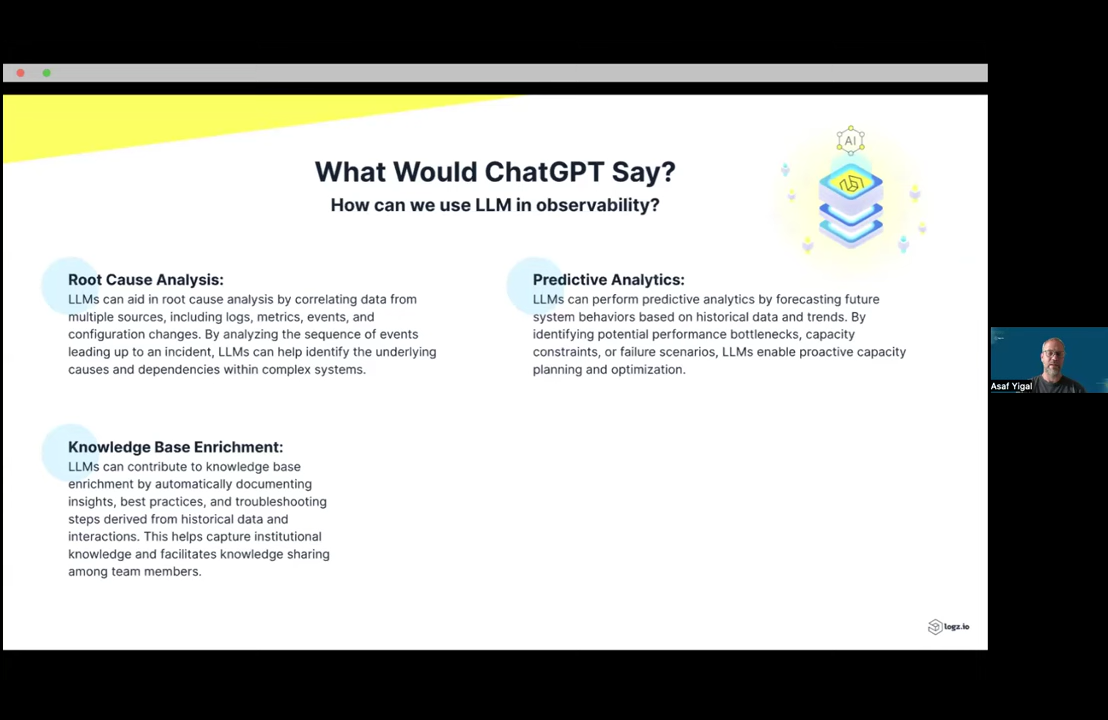 AI
What Would ChatGPT Say?
How can we use LLM in observability?
Root Cause Analysis:
LLMs can aid in root cause analysis by correlating data from
multiple sources, including logs, metrics, events, and
configuration changes. By analyzing the sequence of events
leading up to an incident, LLMs can help identify the underlying
causes and dependencies within complex systems.
Predictive Analytics:
LLMs can perform predictive analytics by forecasting future
system behaviors based on historical data and trends. By
identifying potential performance bottlenecks, capacity
constraints, or failure scenarios, LLMs enable proactive capacity
planning and optimization.
Asaf Yigal
Knowledge Base Enrichment:
LLMs can contribute to knowledge base
enrichment by automatically documenting
insights, best practices, and troubleshooting
steps derived from historical data and
interactions. This helps capture institutional
knowledge and facilitates knowledge sharing
among team members.
logz.io